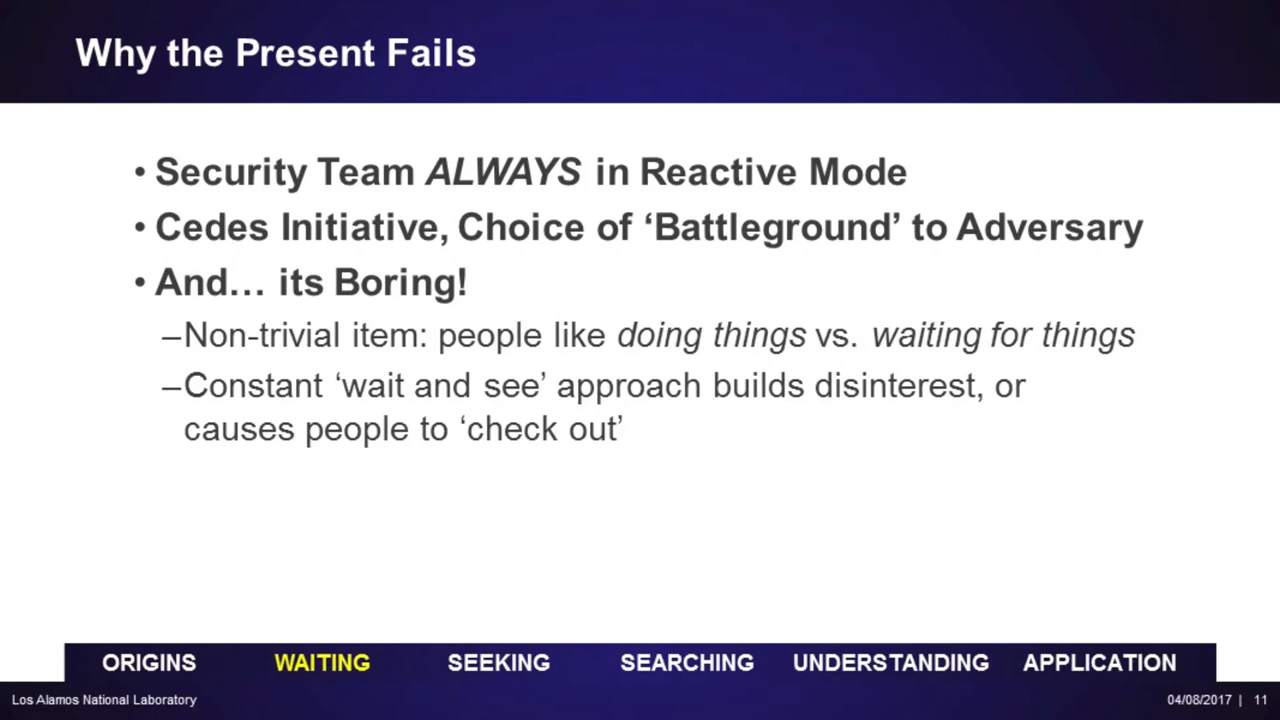 Why the Present Fails
• Security Team ALWAYS in Reactive Mode
• Cedes Initiative, Choice of ‘Battleground’ to Adversary
• And… its Boring!
–Non-trivial item: people like doing things vs. waiting for things
–Constant ‘wait and see’ approach builds disinterest, or
causes people to ‘check out’
ORIGINS WAITING SEEKING SEARCHING UNDERSTANDING APPLICATION
Los Alamos National Laboratory 04/08/2017 | 11